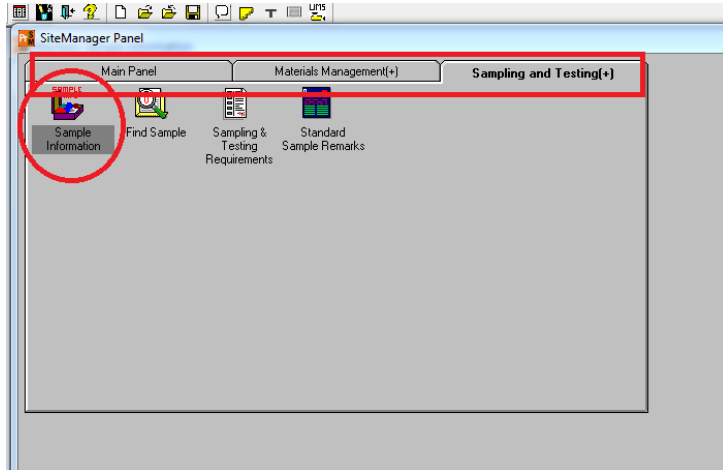 LIMS
SiteManager Panel
Main Panel
Materials Management(+)
Sampling and Testing(+)
SAMPLE
Sample
Information
Find Sample
Sampling &
Testing
Requirements
Standard
Sample Remarks